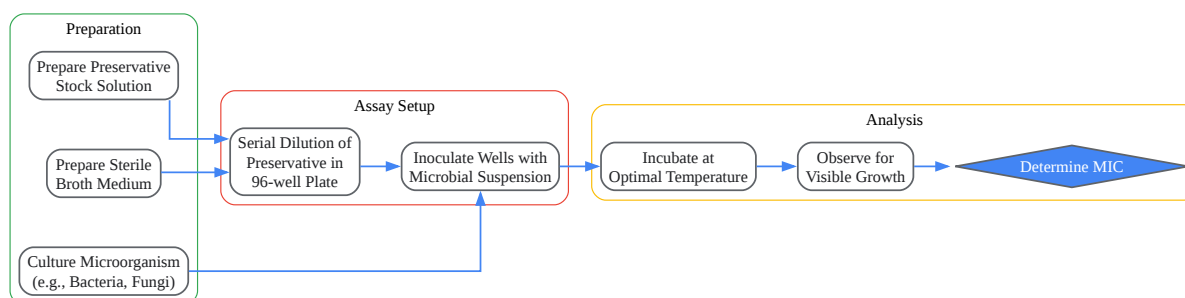 Preparation
Prepare Preservative
Stock Solution
Prepare Sterile
Broth Medium
Culture Microorganism
(e.g., Bacteria, Fungi)
Assay Setup
Serial Dilution of
Preservative in
96-well Plate
Inoculate Wells with
Microbial Suspension
Analysis
Incubate at
Optimal Temperature
Observe for
Visible Growth
Determine MIC